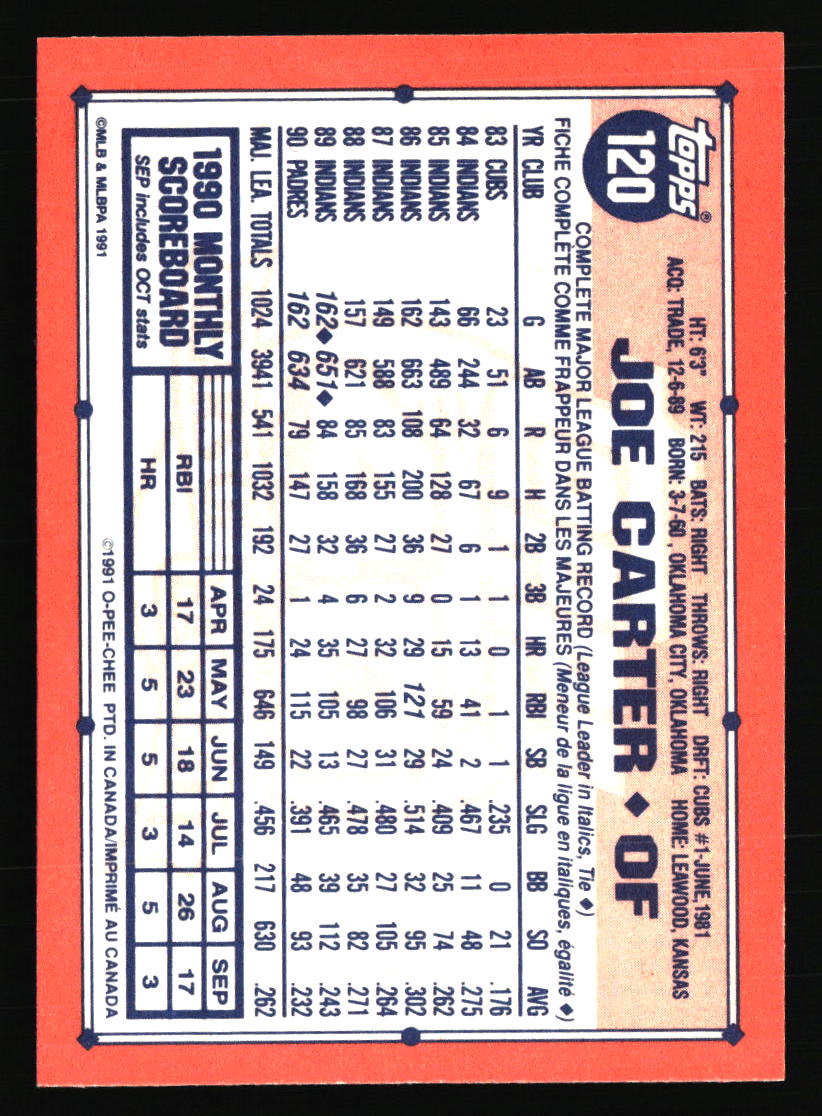 topps®
120
HT: 6'3" WT: 215 BATS: RIGHT THROWS: RIGHT DRFT: CUBS #1-JUNE, 1981
ACQ: TRADE, 12-6-89 BORN: 3-7-60, OKLAHOMA CITY, OKLAHOMA HOME: LEAWOOD, KANSAS
JOE CARTER ◆ OF
COMPLETE MAJOR LEAGUE BATTING RECORD (League Leader in Italics, Tie ◆)
FICHE COMPLÈTE COMME FRAPPEUR DANS LES MAJEURES (Meneur de la ligue en italiques, égalité ◆)
YR CLUB G AB R H 2B 3B HR RBI SB SLG BB SO AVG
83 CUBS 23 51 6 9 1 1 0 1 1 .235 0 21 .176
84 INDIANS 66 244 32 67 6 1 13 41 2 .467 11 48 .275
85 INDIANS 143 489 64 128 27 0 15 59 24 .409 25 74 .262
86 INDIANS 162 663 108 200 36 9 29 121 29 .514 32 95 .302
87 INDIANS 149 588 83 155 27 2 32 106 31 .480 27 105 .264
88 INDIANS 157 621 85 168 36 6 27 98 27 .478 35 82 .271
89 INDIANS 162◆ 651◆ 84 158 32 4 35 105 13 .465 39 112 .243
90 PADRES 162 634 79 147 27 1 24 115 22 .391 48 93 .232
MAJ. LEA. TOTALS 1024 3941 541 1032 192 24 175 646 149 .456 217 630 .262
1990 MONTHLY
SCOREBOARD
SEP includes OCT stats
APR MAY JUN JUL AUG SEP
RBI 17 23 18 14 26 17
HR 3 5 5 3 5 3
©MLB & MLBPA 1991
©1991 O-PEE-CHEE PTD. IN CANADA/IMPRIMÉ AU CANADA